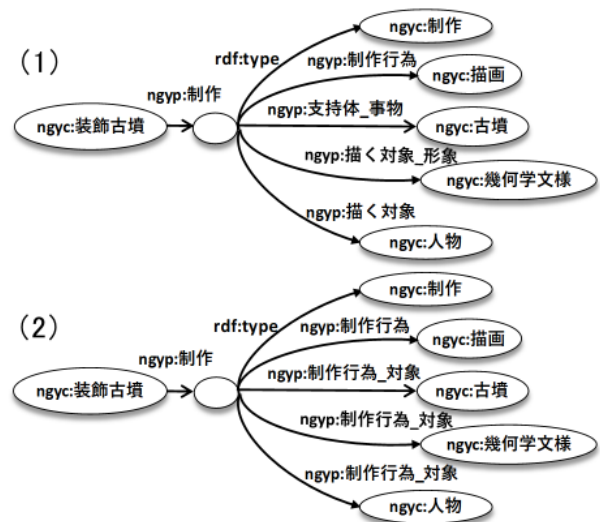 (1)
ngyc:制作
rdf:type
ngyp:制作行為
ngyc:描画
ngyp:制作
ngyp:支持体_事物
ngyc:装飾古墳
ngyc:古墳
ngyp:描く対象_形象
ngyc:幾何学文様
ngyp:描く対象
ngyc:人物
(2)
ngyc:制作
rdf:type
ngyp:制作行為
ngyc:描画
ngyp:制作
ngyp:制作行為_対象
ngyc:装飾古墳
ngyc:古墳
ngyp:制作行為_対象
ngyc:幾何学文様
ngyp:制作行為_対象
ngyc:人物